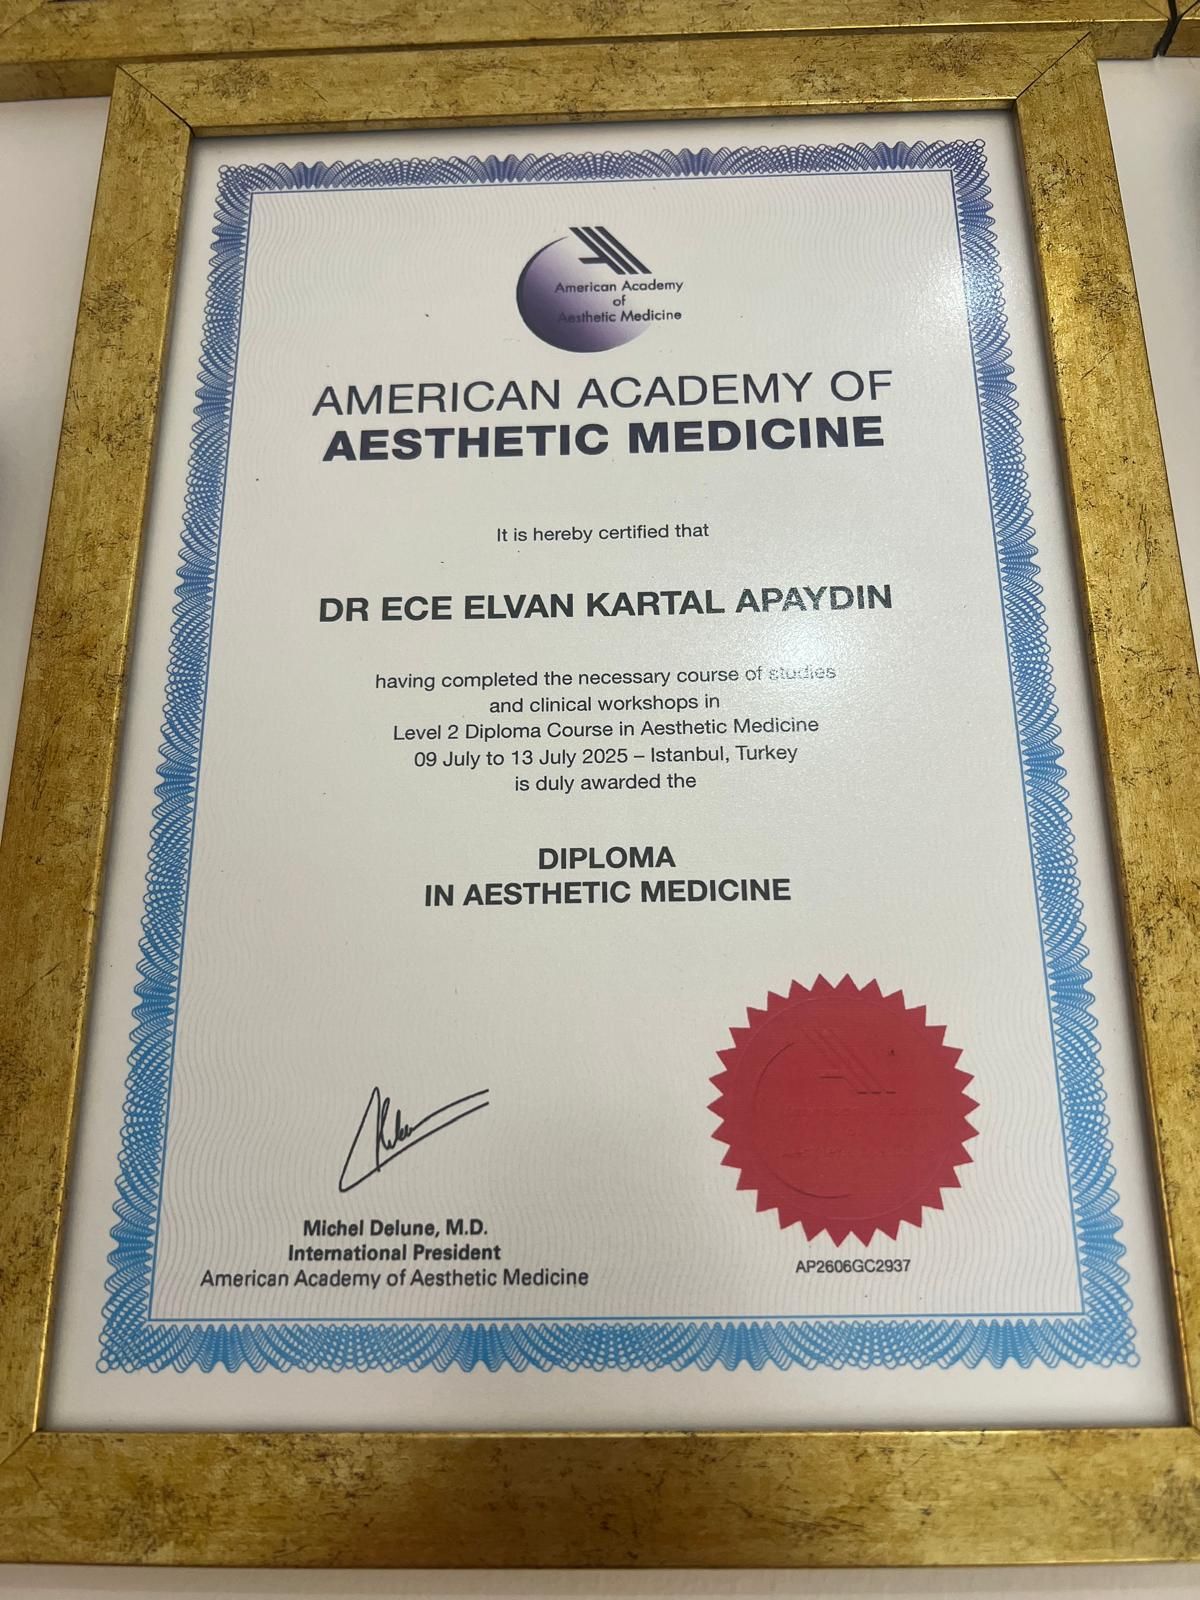 American Academy
of
Aesthetic Medicine
AMERICAN ACADEMY OF
AESTHETIC MEDICINE
It is hereby certified that
DR ECE ELVAN KARTAL APAYDIN
having completed the necessary course of studies
and clinical workshops in
Level 2 Diploma Course in Aesthetic Medicine
09 July to 13 July 2025 – Istanbul, Turkey
is duly awarded the
DIPLOMA
IN AESTHETIC MEDICINE
Michel Delune, M.D.
International President
American Academy of Aesthetic Medicine
AP2606GC2937